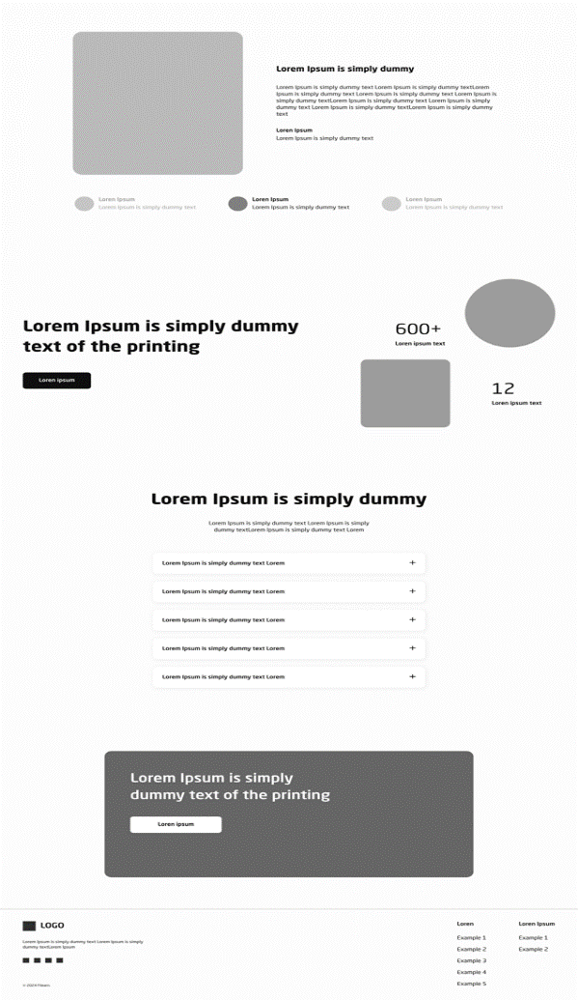 Lorem Ipsum is simply dummy
Lorem Ipsum is simply dummy text Lorem Ipsum is simply dummy textLorem
Ipsum is simply dummy text Lorem Ipsum is simply dummy text Lorem Ipsum is
simply dummy textLorem Ipsum is simply dummy text Lorem Ipsum is simply
dummy text Lorem Ipsum is simply dummy textLorem Ipsum is simply dummy
text
Lorem Ipsum
Lorem Ipsum is simply dummy text
Loren Ipsum
Lorem Ipsum is simply dummy text
Loren Ipsum
Lorem Ipsum is simply dummy text
Loren Ipsum
Lorem Ipsum is simply dummy text
Lorem Ipsum is simply dummy
text of the printing
Loren ipsum
600+
Lorem ipsum text
12
Lorem ipsum text
Lorem Ipsum is simply dummy
Lorem Ipsum is simply dummy text Lorem Ipsum is simply
dummy textLorem Ipsum is simply dummy text Lorem
Lorem Ipsum is simply dummy text Lorem +
Lorem Ipsum is simply dummy text Lorem +
Lorem Ipsum is simply dummy text Lorem +
Lorem Ipsum is simply dummy text Lorem +
Lorem Ipsum is simply dummy text Lorem +
Lorem Ipsum is simply
dummy text of the printing
Loren ipsum
LOGO
Lorem Ipsum is simply dummy text Lorem Ipsum is simply
dummy textLorem Ipsum
Loren
Example 1
Example 2
Example 3
Example 4
Example 5
Loren Ipsum
Example 1
Example 2